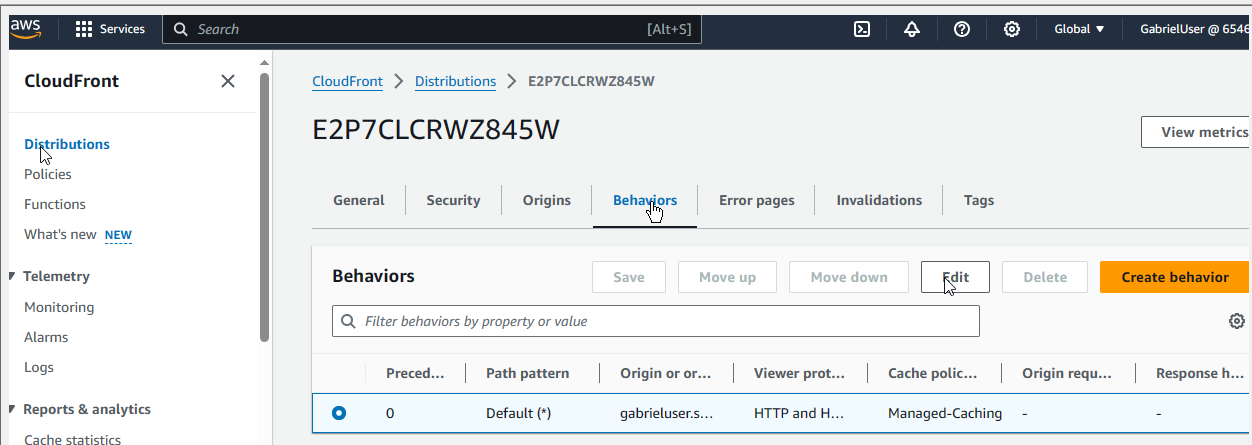 aws Services Search [Alt+S] Global GabrielUser @ 6546
CloudFront
Distributions
Policies
Functions
What's new NEW
Telemetry
Monitoring
Alarms
Logs
Reports & analytics
Cache statistics
CloudFront Distributions E2P7CLCRWZ845W
E2P7CLCRWZ845W
View metrics
General Security Origins Behaviors Error pages Invalidations Tags
Behaviors Save Move up Move down Edit Delete Create behavior
Filter behaviors by property or value
Preced... Path pattern Origin or or... Viewer prot... Cache polic... Origin requ... Response h...
0 Default (*) gabrieluser.s... HTTP and H... Managed-Caching - -